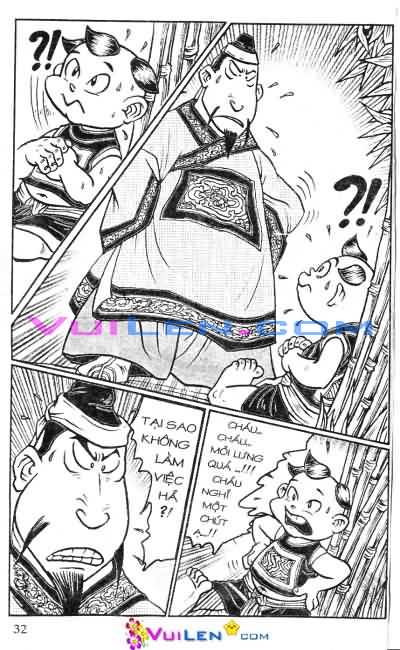 ?!
?!
VuiLen.com
TẠI SAO
KHÔNG
LÀM
VIỆC
HẢ
?!
CHÁU...
CHÁU...
MỎI LƯNG
QUÁ...!!!
CHÁU
NGHỈ
MỘT
CHÚT
Ạ...!!
32
VuiLen.com